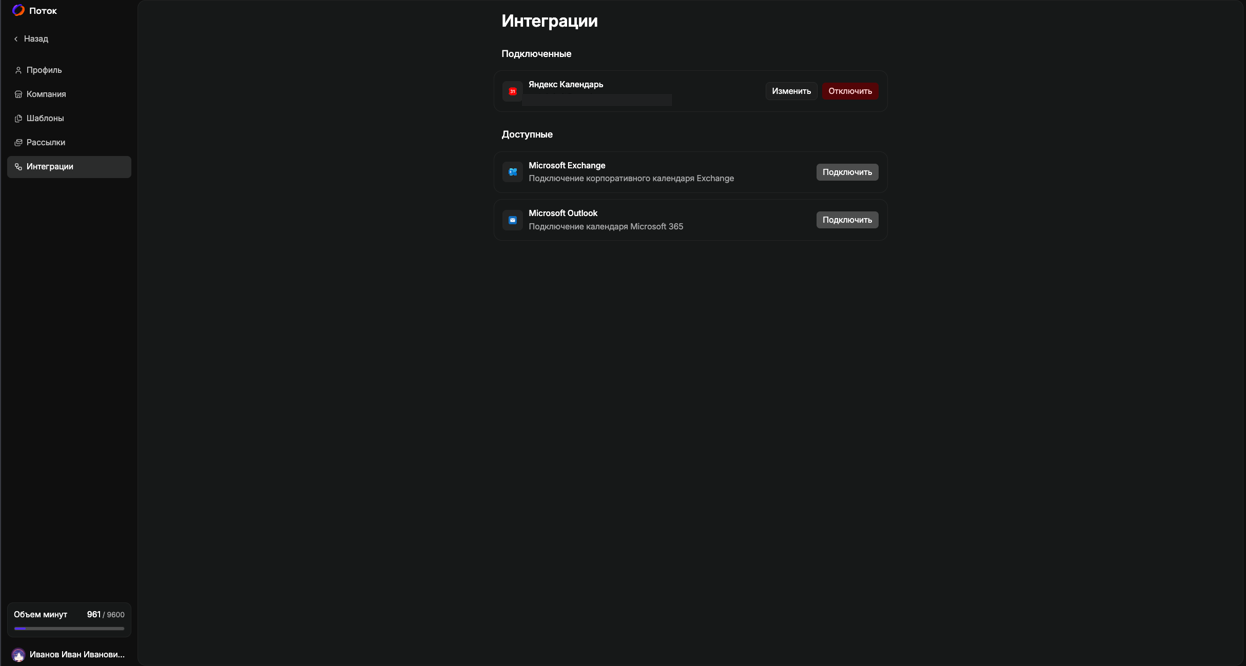 Поток
Назад
Профиль
Компания
Шаблоны
Рассылки
Интеграции
Объем минут 961 / 9600
Иванов Иван Иванови...
Интеграции
Подключенные
Яндекс Календарь
Изменить Отключить
Доступные
Microsoft Exchange
Подключение корпоративного календаря Exchange
Подключить
Microsoft Outlook
Подключение календаря Microsoft 365
Подключить